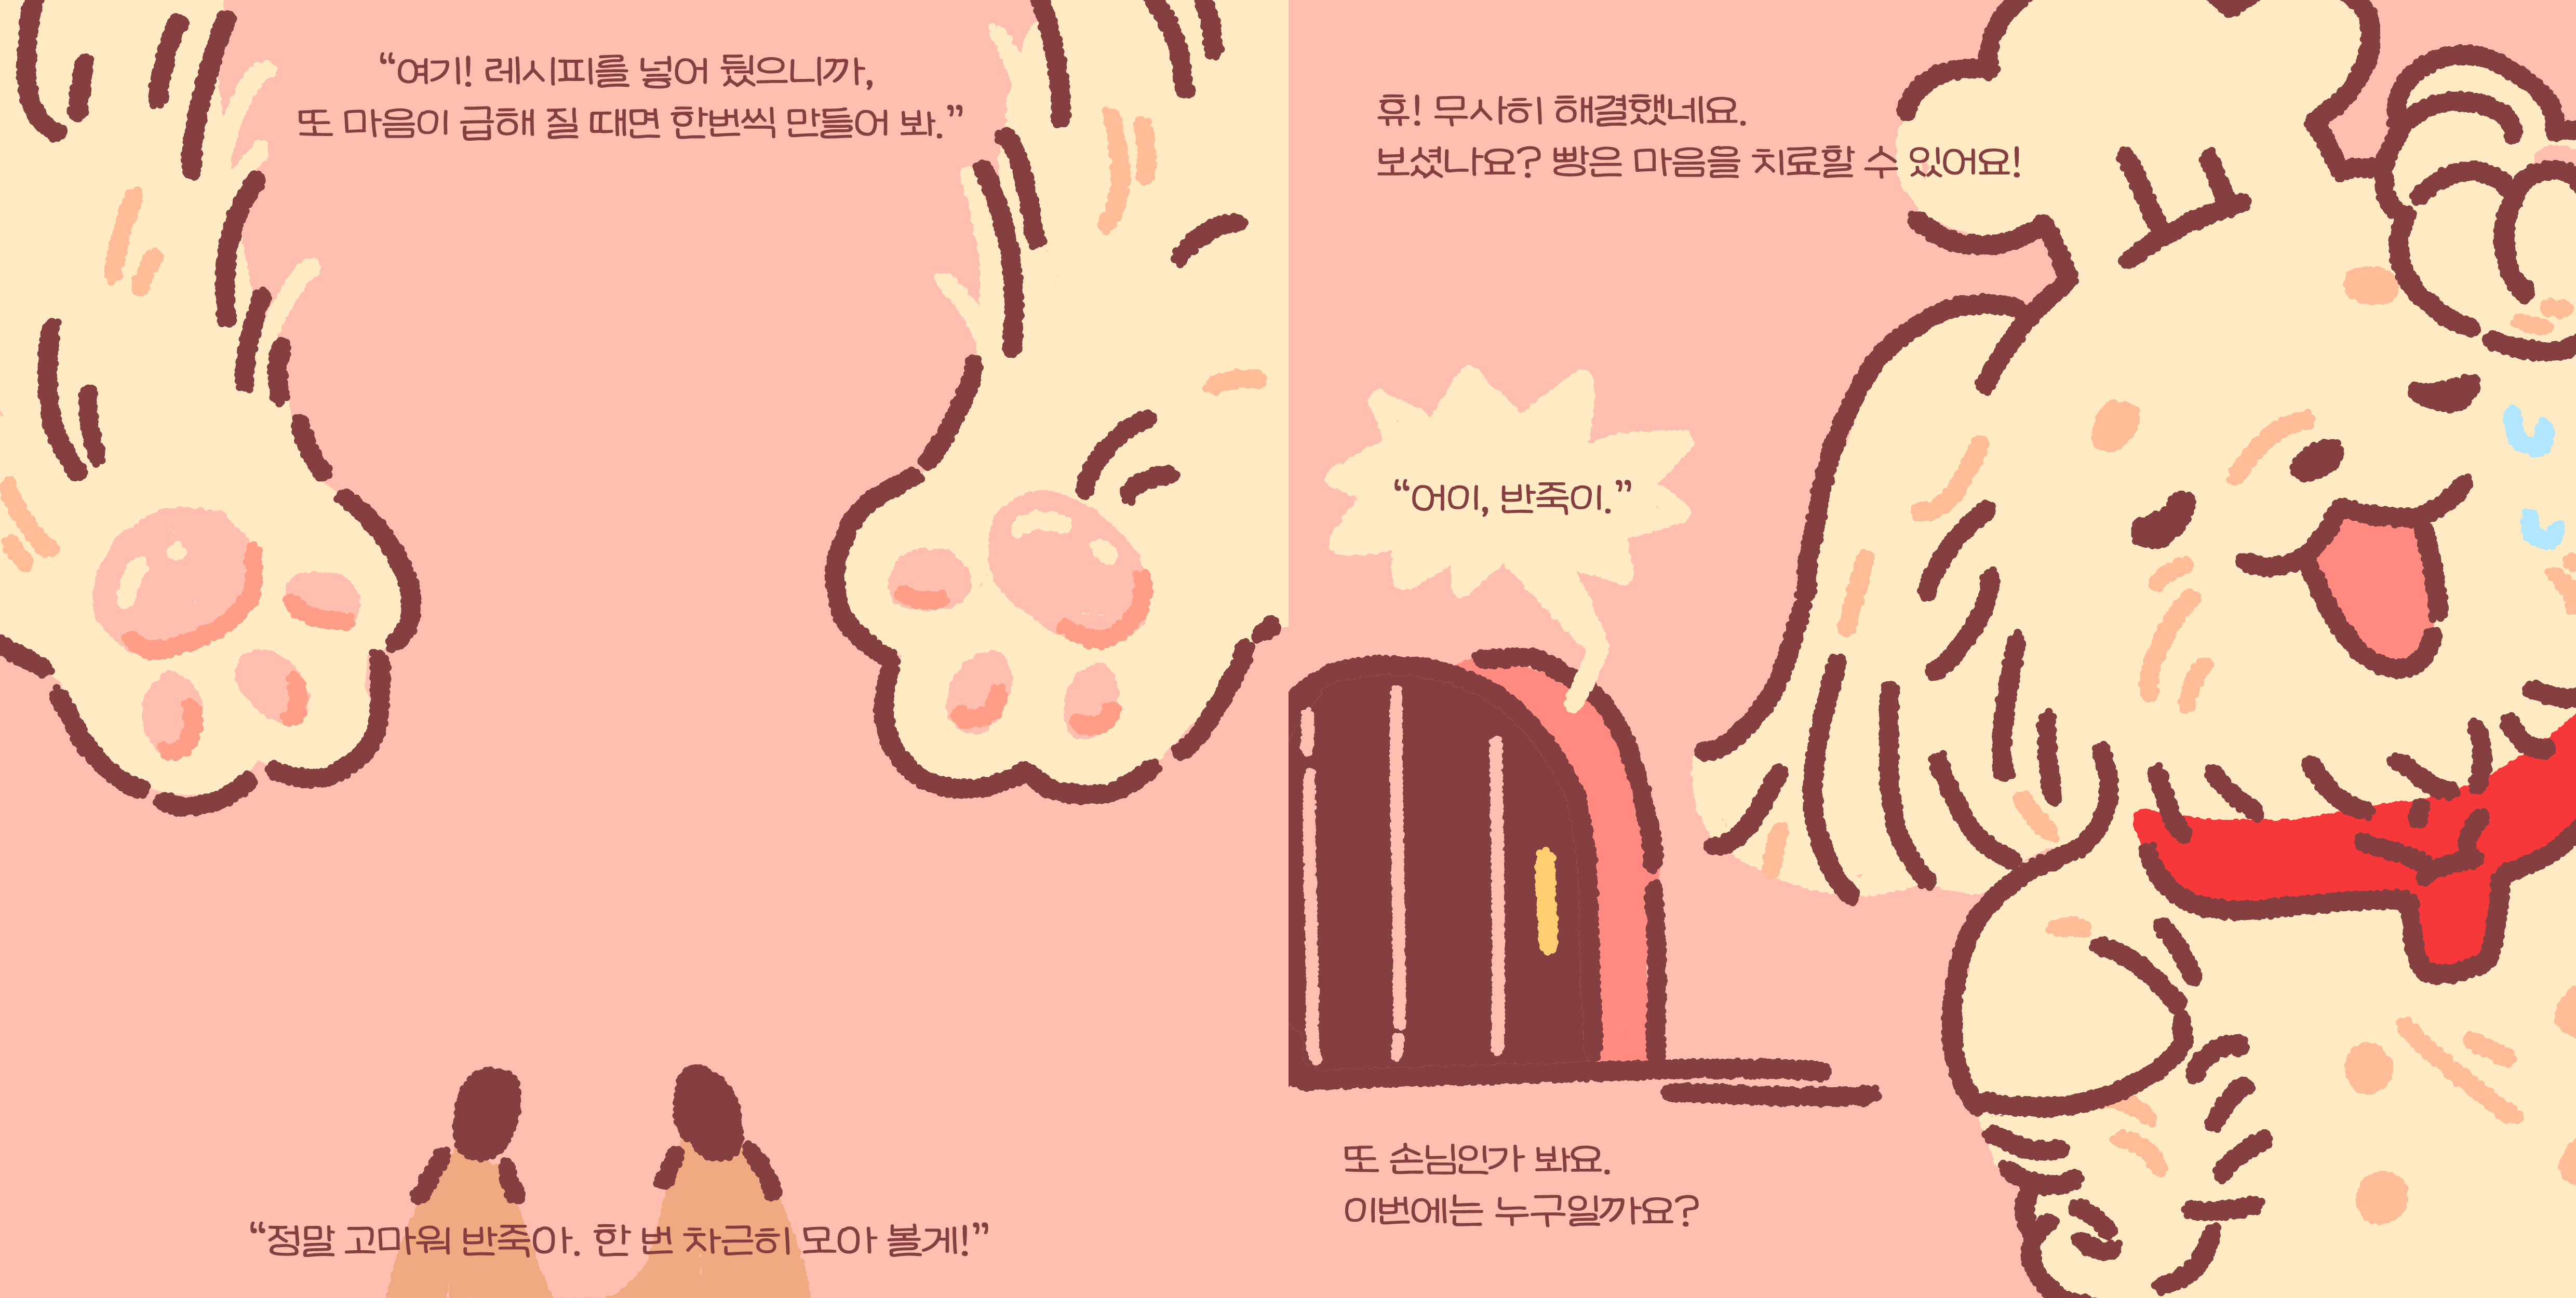 “여기! 레시피를 넣어 뒀으니까,
또 마음이 급해 질 때면 한번씩 만들어 봐.”
“정말 고마워 반죽아. 한 번 차근히 모아 볼게!”
휴! 무사히 해결했네요.
보셨나요? 빵은 마음을 치료할 수 있어요!
“어이, 반죽이.”
또 손님인가 봐요.
이번에는 누구일까요?